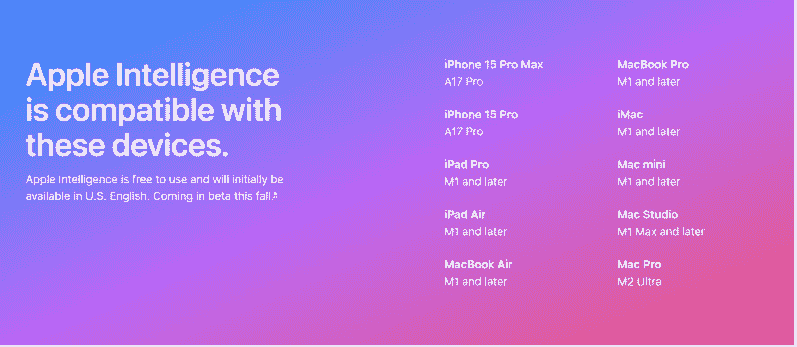 Apple Intelligence
is compatible with
these devices.
Apple Intelligence is free to use and will initially be
available in U.S. English. Coming in beta this fall.
iPhone 15 Pro Max
A17 Pro
iPhone 15 Pro
A17 Pro
iPad Pro
M1 and later
iPad Air
M1 and later
MacBook Air
M1 and later
MacBook Pro
M1 and later
iMac
M1 and later
Mac mini
M1 and later
Mac Studio
M1 Max and later
Mac Pro
M2 Ultra